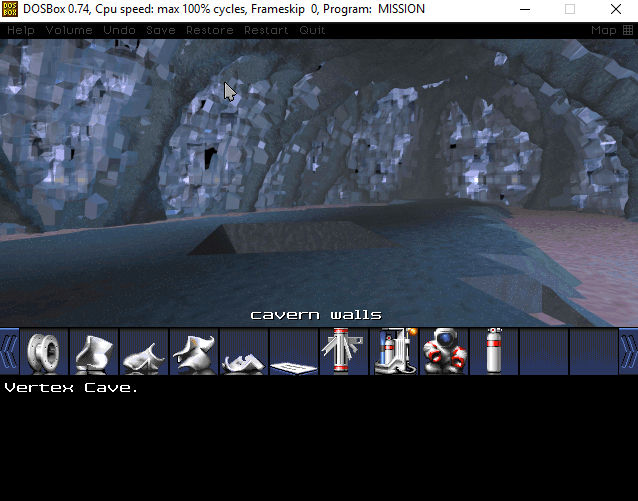 DOSBox 0.74, Cpu speed: max 100% cycles, Frameskip 0, Program: MISSION
Help Volume Undo Save Restore Restart Quit Map
cavern walls
Vertex Cave.